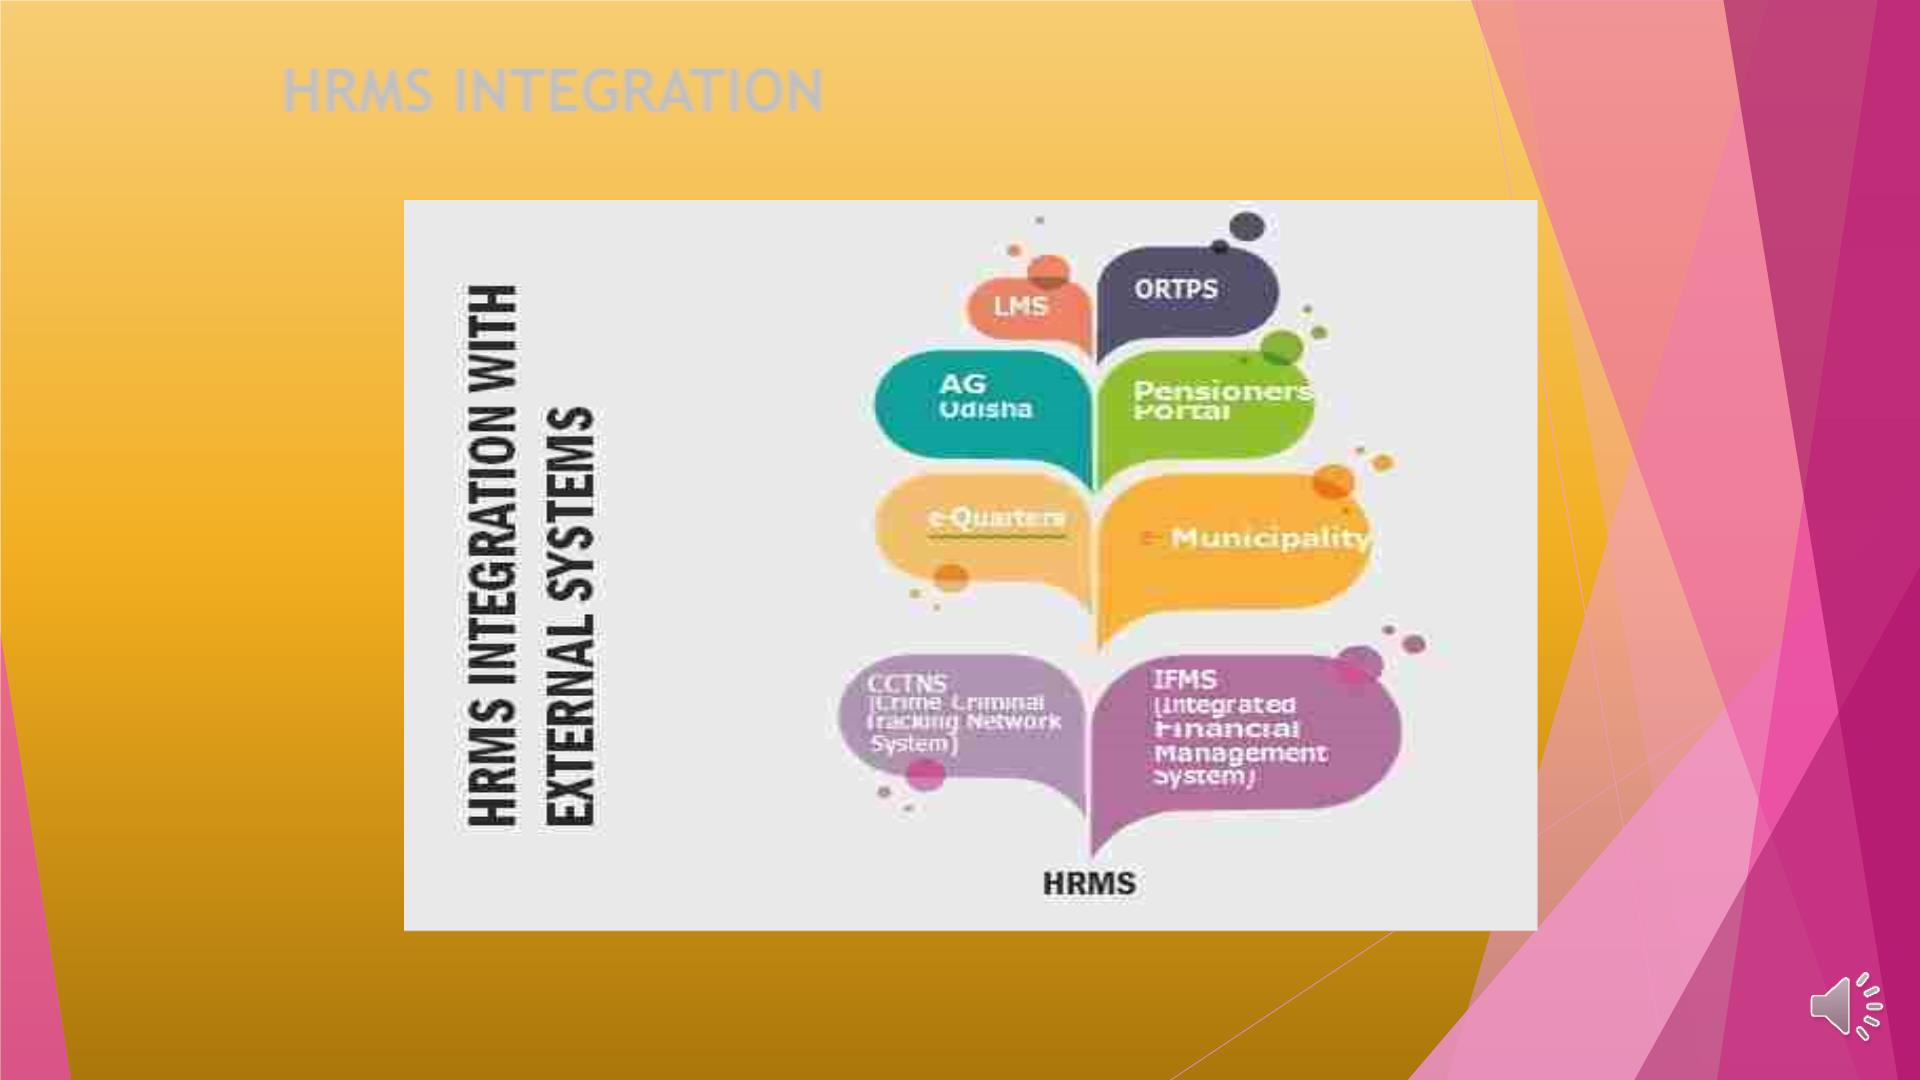 HRMS INTEGRATION
HRMS INTEGRATION WITH
EXTERNAL SYSTEMS
LMS
ORTPS
AG
Odisha
Pensioners
Portal
e-Quarters
e- Municipality
CCTNS
(Crime Criminal
Tracking Network
System)
IFMS
(Integrated
Financial
Management
System)
HRMS